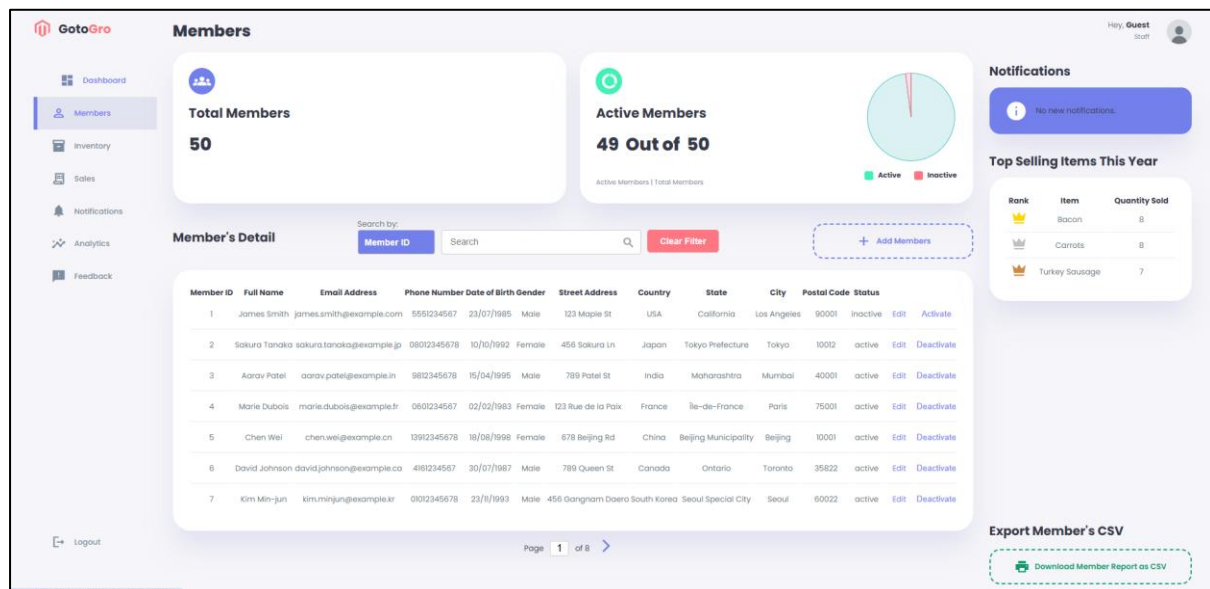 GotoGro
Dashboard
Members
Inventory
Sales
Notifications
Analytics
Feedback
Logout
Members
Total Members
50
Active Members
49 Out of 50
Active Members | Total Members
Active Inactive
Member's Detail
Search by:
Member ID
Search
Clear Filter
+ Add Members
Member ID Full Name Email Address Phone Number Date of Birth Gender Street Address Country State City Postal Code Status
1 James Smith james.smith@example.com 5551234567 23/07/1985 Male 123 Maple St USA California Los Angeles 90001 inactive Edit Activate
2 Sakura Tanaka sakura.tanaka@example.jp 08012345678 10/10/1992 Female 456 Sakura Ln Japan Tokyo Prefecture Tokyo 10012 active Edit Deactivate
3 Aarav Patel aarav.patel@example.in 9812345678 15/04/1995 Male 789 Patel St India Maharashtra Mumbai 40001 active Edit Deactivate
4 Marie Dubois marie.dubois@example.fr 0601234567 02/02/1983 Female 123 Rue de la Paix France Île-de-France Paris 75001 active Edit Deactivate
5 Chen Wei chen.wei@example.cn 13912345678 18/08/1998 Female 678 Beijing Rd China Beijing Municipality Beijing 10001 active Edit Deactivate
6 David Johnson david.johnson@example.ca 4161234567 30/07/1987 Male 789 Queen St Canada Ontario Toronto 35822 active Edit Deactivate
7 Kim Min-jun kim.minjun@example.kr 01012345678 23/11/1993 Male 456 Gangnam Daero South Korea Seoul Special City Seoul 60022 active Edit Deactivate
Page 1 of 8
Hey, Guest
Staff
Notifications
No new notifications.
Top Selling Items This Year
Rank Item Quantity Sold
Bacon 8
Carrots 8
Turkey Sausage 7
Export Member's CSV
Download Member Report as CSV